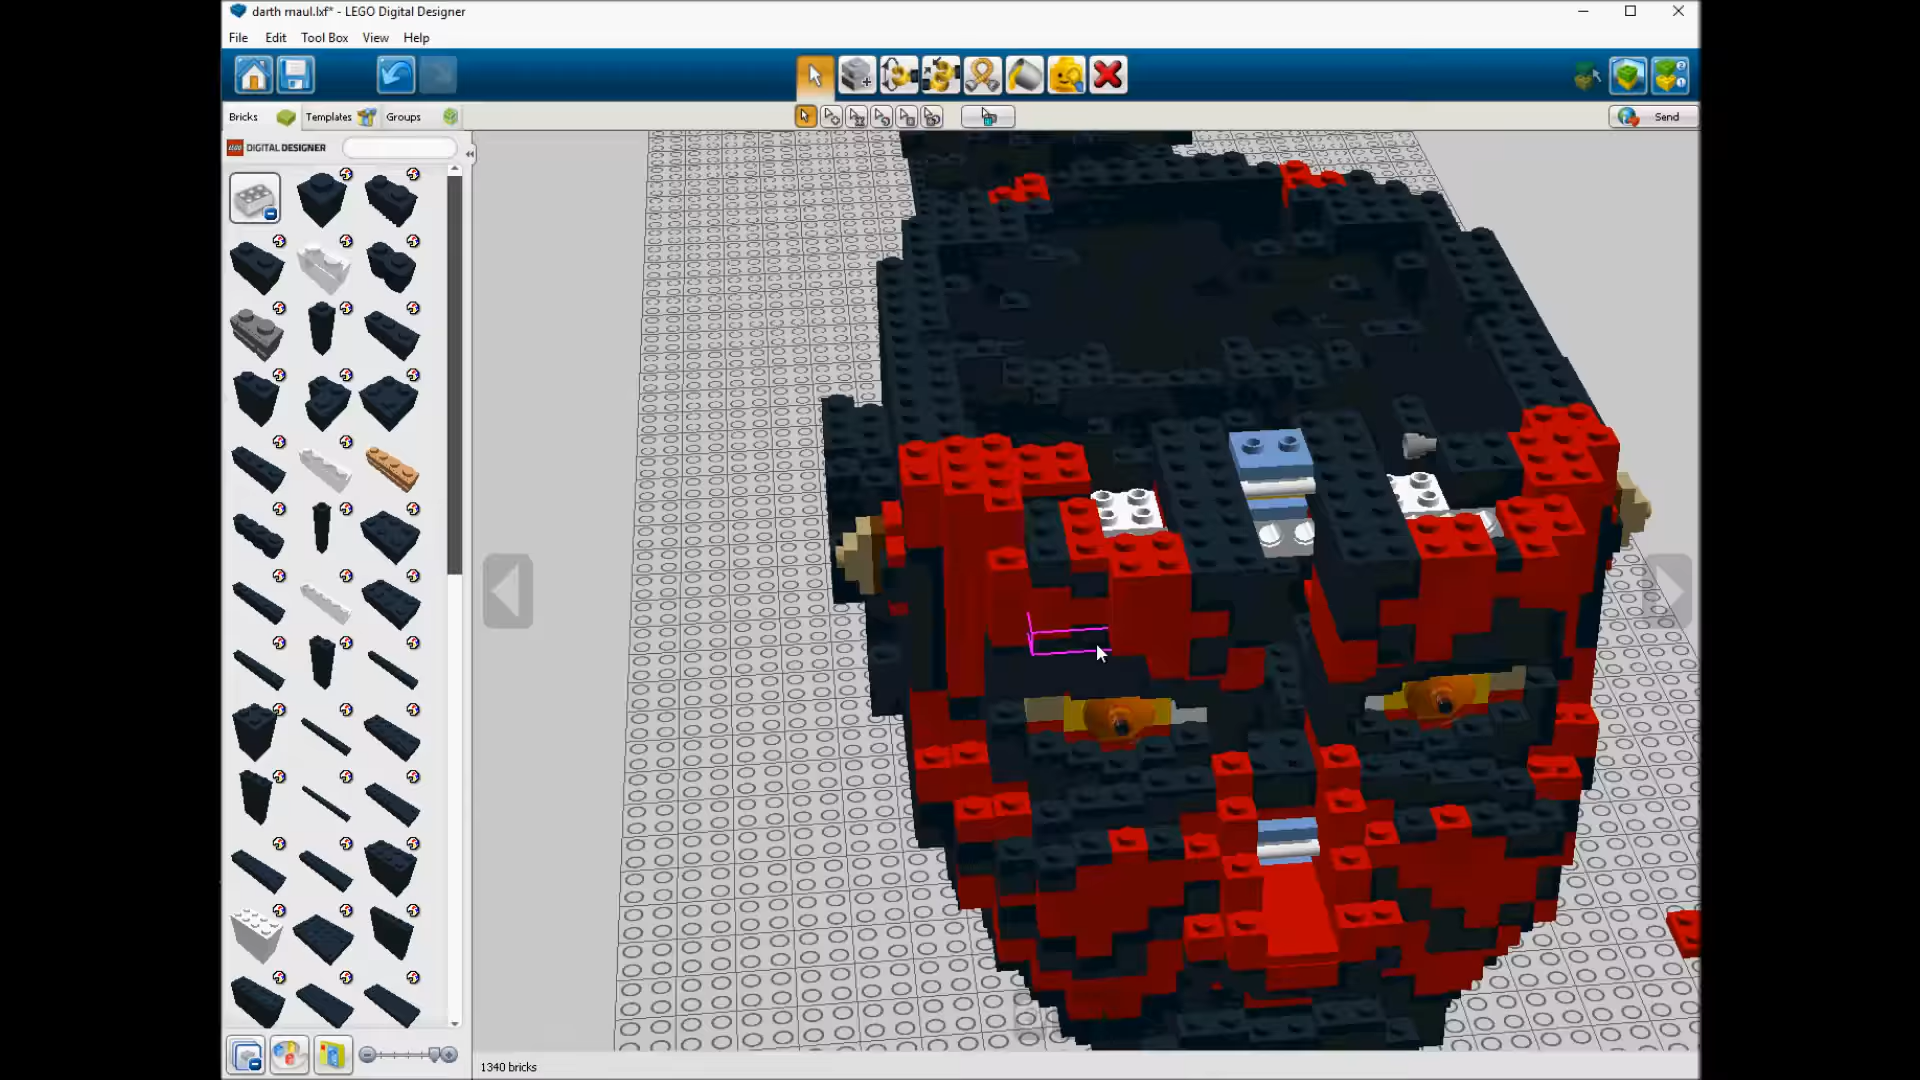 darth maul.lxf* - LEGO Digital Designer
File Edit Tool Box View Help
Bricks Templates Groups
Send
LEGO DIGITAL DESIGNER
1340 bricks